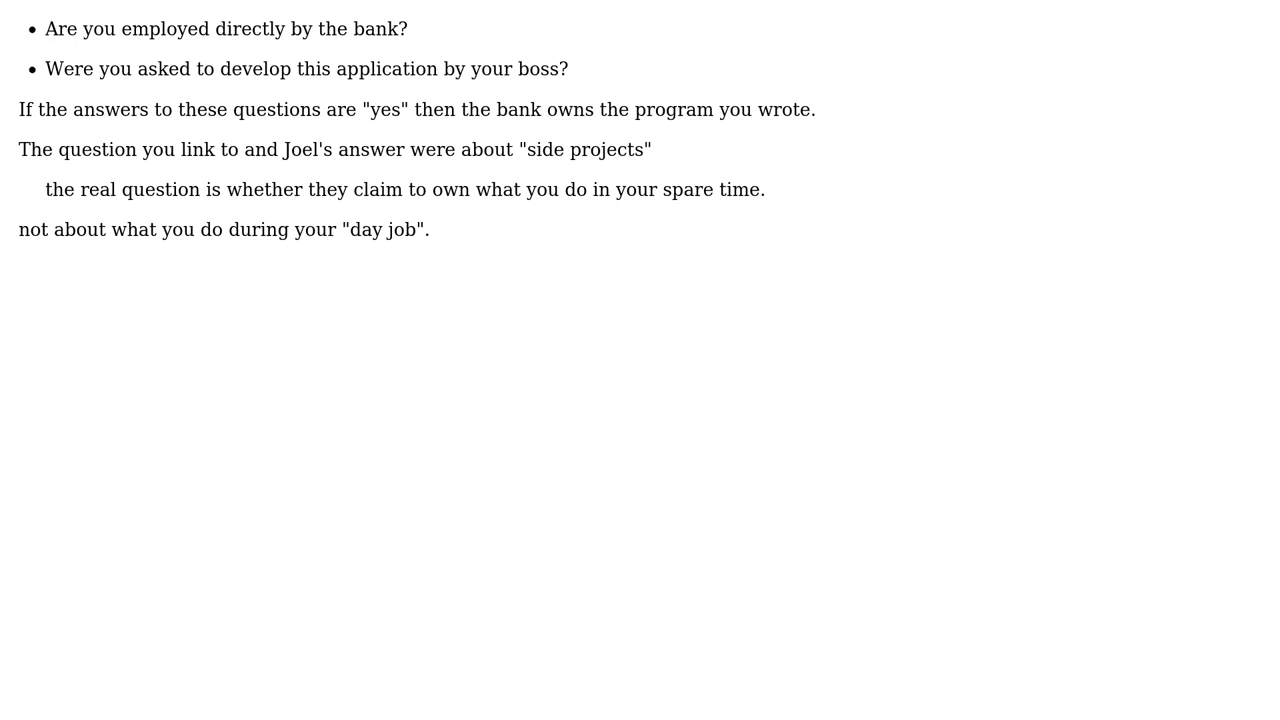 • Are you employed directly by the bank?
• Were you asked to develop this application by your boss?
If the answers to these questions are "yes" then the bank owns the program you wrote.
The question you link to and Joel's answer were about "side projects"
the real question is whether they claim to own what you do in your spare time.
not about what you do during your "day job".